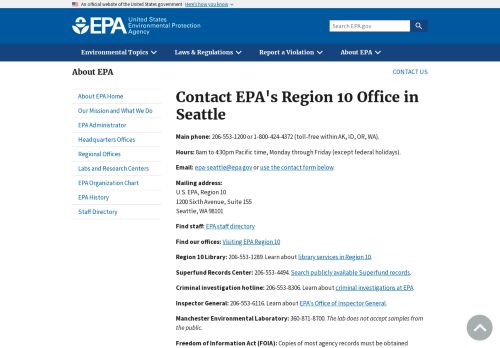 An official website of the United States government Here's how you know
EPA United States
Environmental Protection
Agency
Search EPA.gov
Environmental Topics Laws & Regulations Report a Violation About EPA
About EPA
CONTACT US
About EPA Home
Our Mission and What We Do
EPA Administrator
Headquarters Offices
Regional Offices
Labs and Research Centers
EPA Organization Chart
EPA History
Staff Directory
Contact EPA's Region 10 Office in
Seattle
Main phone: 206-553-1200 or 1-800-424-4372 (toll-free within AK, ID, OR, WA).
Hours: 8am to 4:30pm Pacific time, Monday through Friday (except federal holidays).
Email: epa-seattle@epa.gov or use the contact form below.
Mailing address:
U.S. EPA, Region 10
1200 Sixth Avenue, Suite 155
Seattle, WA 98101
Find staff: EPA staff directory
Find our offices: Visiting EPA Region 10
Region 10 Library: 206-553-1289. Learn about library services in Region 10.
Superfund Records Center: 206-553-4494. Search publicly available Superfund records.
Criminal investigation hotline: 206-553-8306. Learn about criminal investigations at EPA.
Inspector General: 206-553-6116. Learn about EPA's Office of Inspector General.
Manchester Environmental Laboratory: 360-871-8700. The lab does not accept samples from
the public.
Freedom of Information Act (FOIA): Copies of most agency records must be obtained